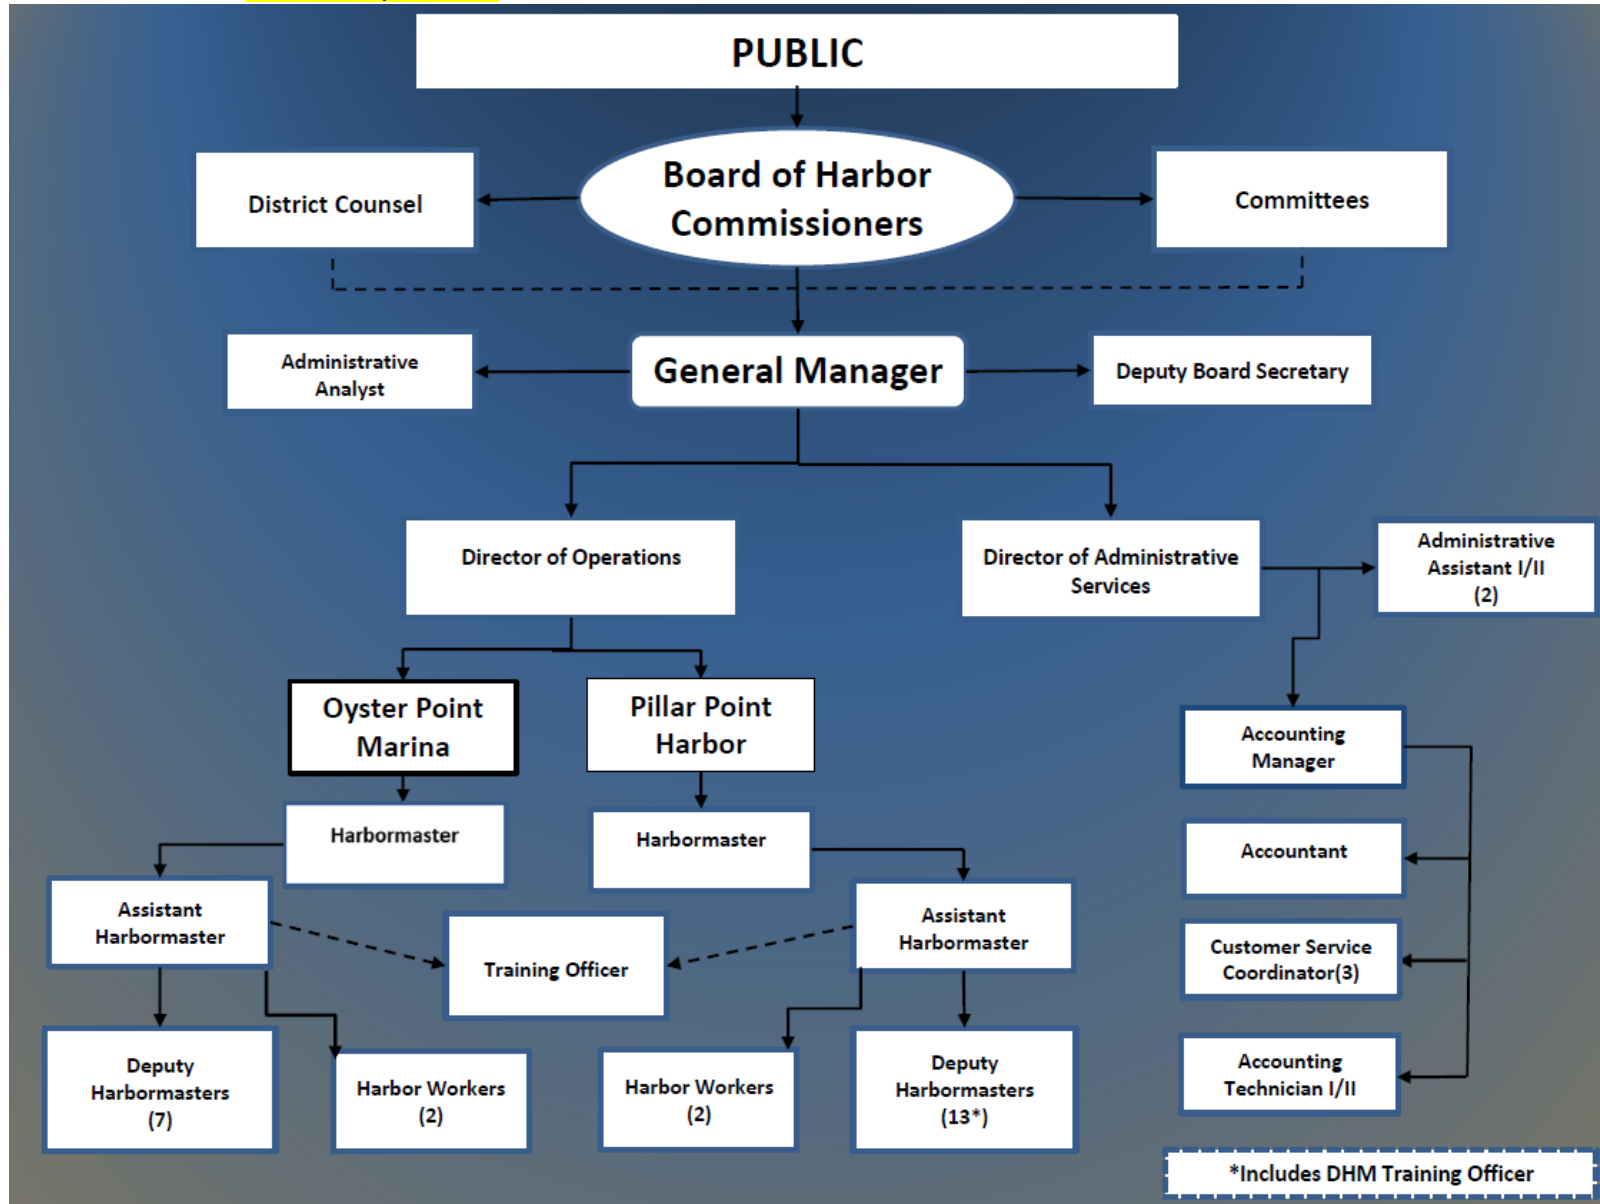 PUBLIC
Board of Harbor
Commissioners
District Counsel
Committees
General Manager
Administrative
Analyst
Deputy Board Secretary
Director of Operations
Director of Administrative
Services
Administrative
Assistant I/II
(2)
Oyster Point
Marina
Pillar Point
Harbor
Accounting
Manager
Harbormaster
Harbormaster
Accountant
Assistant
Harbormaster
Training Officer
Assistant
Harbormaster
Customer Service
Coordinator(3)
Deputy
Harbormasters
(7)
Harbor Workers
(2)
Harbor Workers
(2)
Deputy
Harbormasters
(13*)
Accounting
Technician I/II
*Includes DHM Training Officer